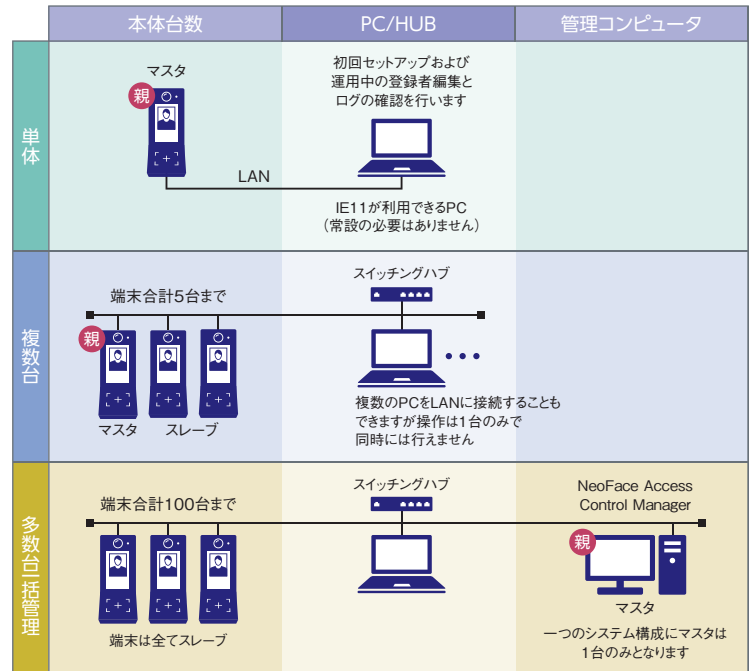 本体台数
PC/HUB
管理コンピュータ
単体
マスタ
親
LAN
初回セットアップおよび
運用中の登録者編集と
ログの確認を行います
IE11が利用できるPC
（常設の必要はありません）
複数台
端末合計5台まで
親
マスタ
スレーブ
スイッチングハブ
複数のPCをLANに接続することも
できますが操作は1台のみで
同時には行えません
多数台一括管理
端末合計100台まで
端末は全てスレーブ
スイッチングハブ
NeoFace Access
Control Manager
親
マスタ
一つのシステム構成にマスタは
1台のみとなります